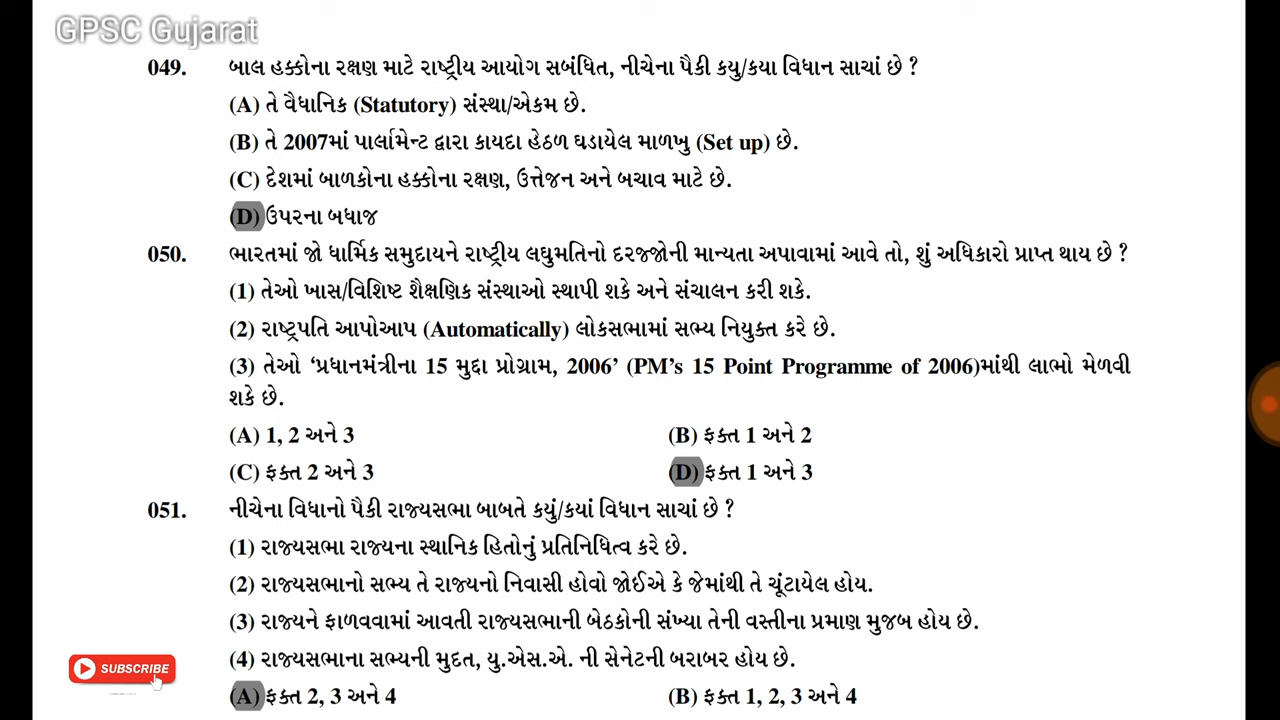 GPSC Gujarat
049. બાલ હક્કોના રક્ષણ માટે રાષ્ટ્રીય આયોગ સબંધિત, નીચેના પૈકી કયુ/કયા વિધાન સાચાં છે ?
(A) તે વૈધાનિક (Statutory) સંસ્થા/એકમ છે.
(B) તે 2007માં પાર્લામેન્ટ દ્વારા કાયદા હેઠળ ઘડાયેલ માળખુ (Set up) છે.
(C) દેશમાં બાળકોના હક્કોના રક્ષણ, ઉત્તેજન અને બચાવ માટે છે.
(D) ઉપરના બધાજ
050. ભારતમાં જો ધાર્મિક સમુદાયને રાષ્ટ્રીય લઘુમતિનો દરજ્જોની માન્યતા અપાવામાં આવે તો, શું અધિકારો પ્રાપ્ત થાય છે ?
(1) તેઓ ખાસ/વિશિષ્ટ શૈક્ષણિક સંસ્થાઓ સ્થાપી શકે અને સંચાલન કરી શકે.
(2) રાષ્ટ્રપતિ આપોઆપ (Automatically) લોકસભામાં સભ્ય નિયુક્ત કરે છે.
(3) તેઓ ‘પ્રધાનમંત્રીના 15 મુદ્દા પ્રોગ્રામ, 2006’ (PM’s 15 Point Programme of 2006)માંથી લાભો મેળવી
શકે છે.
(A) 1, 2 અને 3 (B) ફક્ત 1 અને 2
(C) ફક્ત 2 અને 3 (D) ફક્ત 1 અને 3
051. નીચેના વિધાનો પૈકી રાજ્યસભા બાબતે કયું/કયાં વિધાન સાચાં છે ?
(1) રાજ્યસભા રાજ્યના સ્થાનિક હિતોનું પ્રતિનિધિત્વ કરે છે.
(2) રાજ્યસભાનો સભ્ય તે રાજ્યનો નિવાસી હોવો જોઈએ કે જેમાંથી તે ચૂંટાયેલ હોય.
(3) રાજ્યને ફાળવવામાં આવતી રાજ્યસભાની બેઠકોની સંખ્યા તેની વસ્તીના પ્રમાણ મુજબ હોય છે.
(4) રાજ્યસભાના સભ્યની મુદત, યુ.એસ.એ. ની સેનેટની બરાબર હોય છે.
SUBSCRIBE
(A) ફક્ત 2, 3 અને 4 (B) ફક્ત 1, 2, 3 અને 4